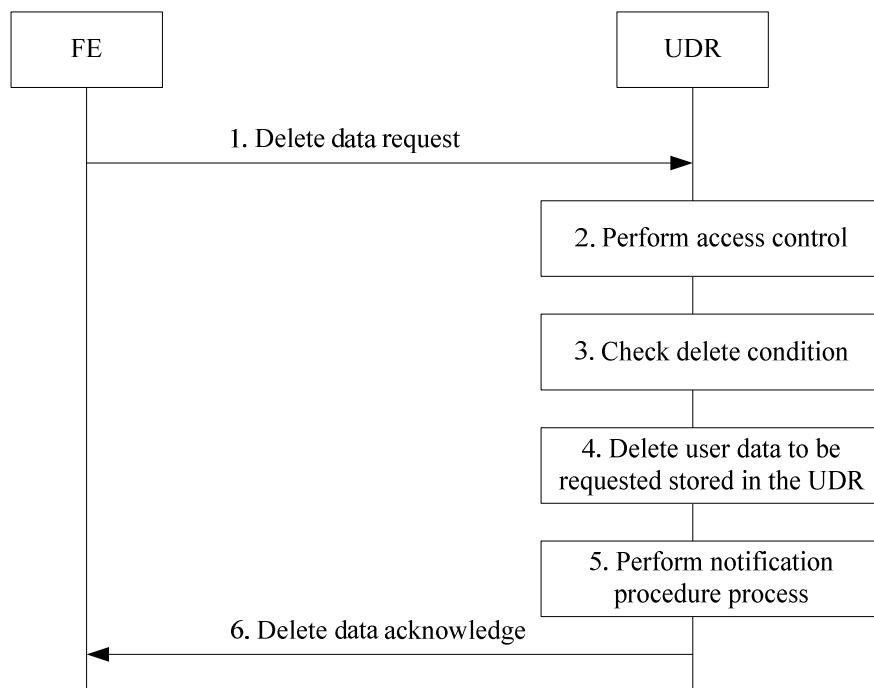 FE
UDR
1. Delete data request
2. Perform access control
3. Check delete condition
4. Delete user data to be
requested stored in the UDR
5. Perform notification
procedure process
6. Delete data acknowledge